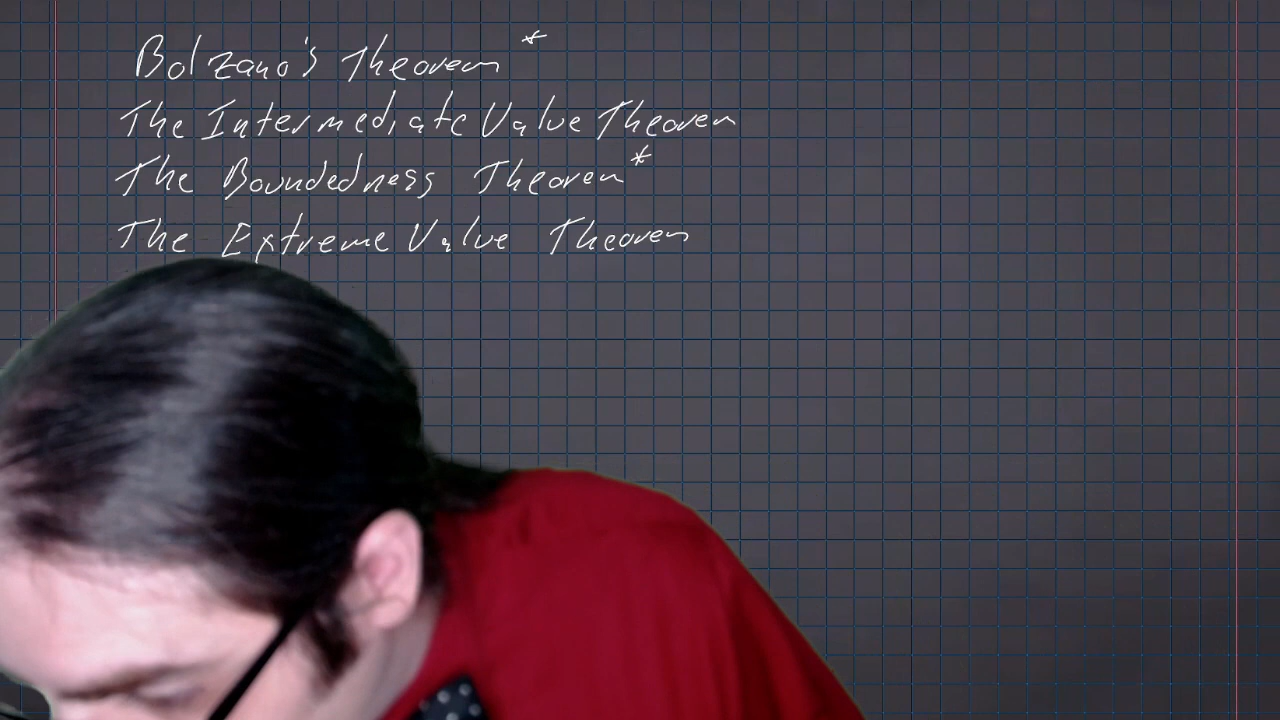 Bolzano's Theorem*
The Intermediate Value Theorem
The Boundedness Theorem*
The Extreme Value Theorem